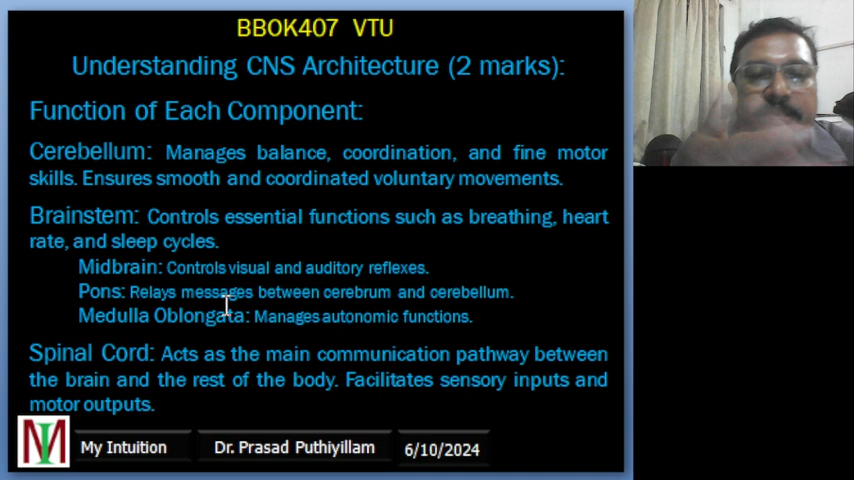 BBOK407 VTU
Understanding CNS Architecture (2 marks):
Function of Each Component:
Cerebellum: Manages balance, coordination, and fine motor
skills. Ensures smooth and coordinated voluntary movements.
Brainstem: Controls essential functions such as breathing, heart
rate, and sleep cycles.
Midbrain: Controls visual and auditory reflexes.
Pons: Relays messages between cerebrum and cerebellum.
Medulla Oblongata: Manages autonomic functions.
Spinal Cord: Acts as the main communication pathway between
the brain and the rest of the body. Facilitates sensory inputs and
motor outputs.
MI My Intuition Dr. Prasad Puthiyillam 6/10/2024